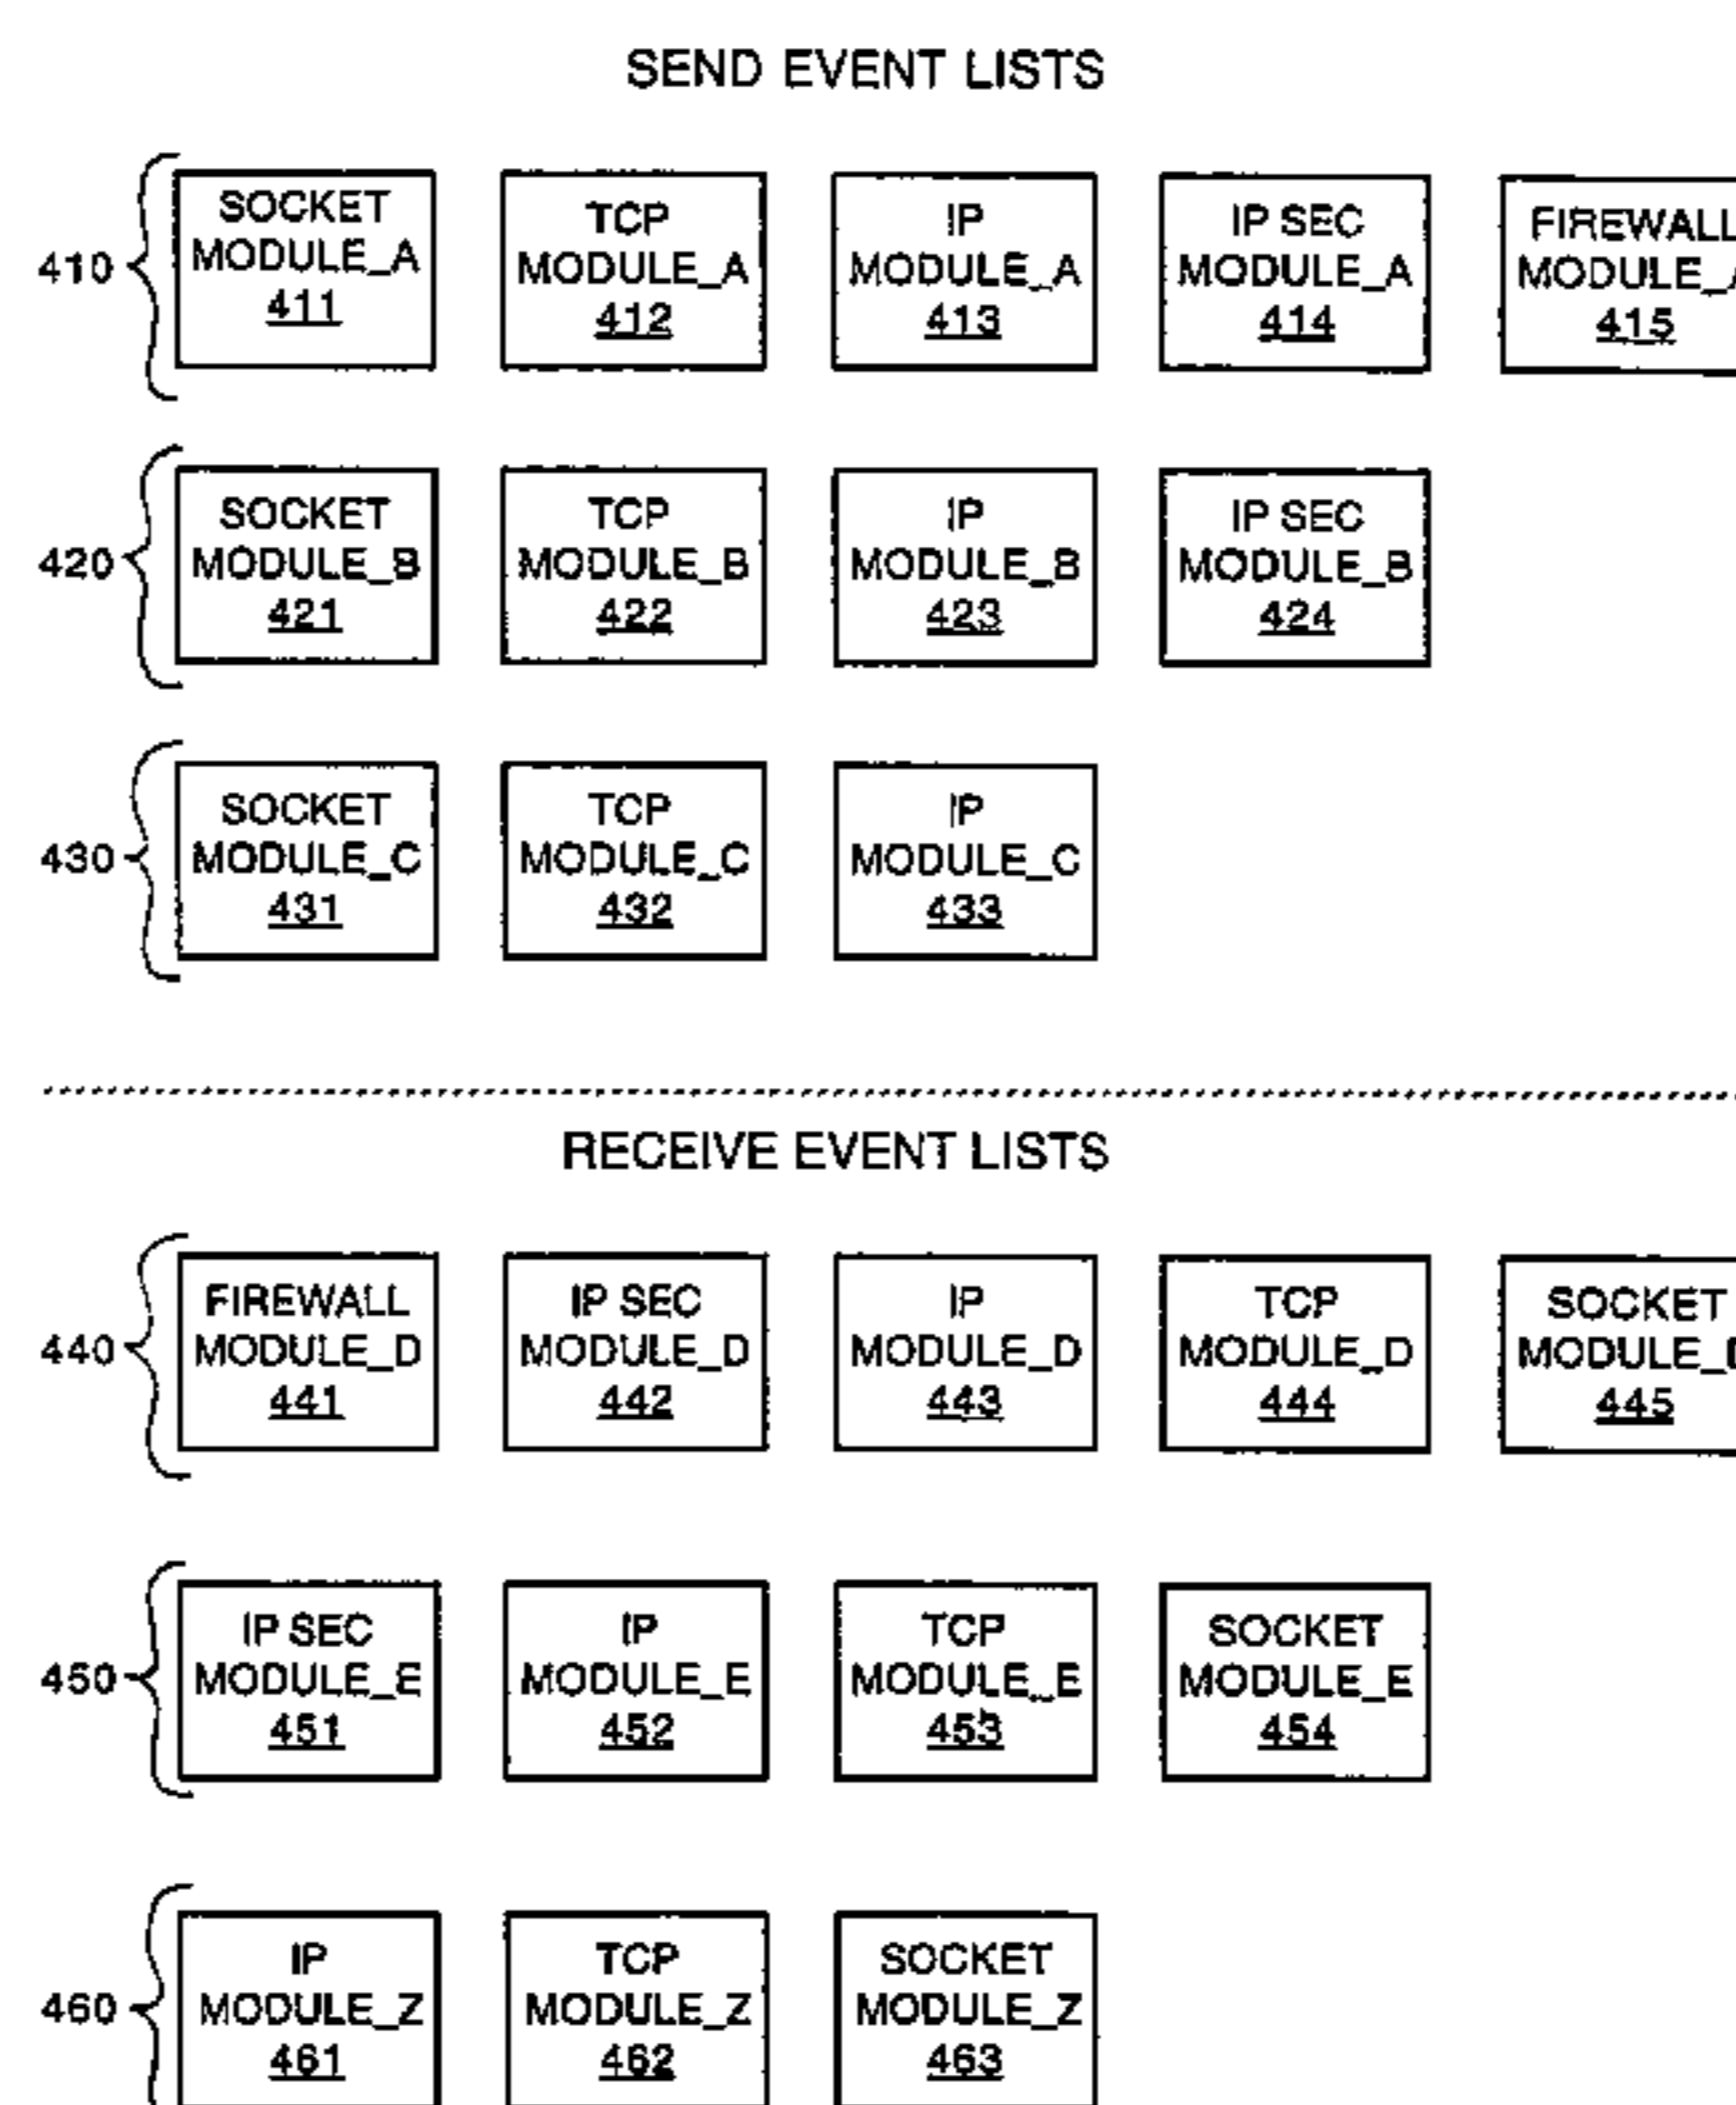 SEND EVENT LISTS
410
SOCKET
MODULE_A
411
TCP
MODULE_A
412
IP
MODULE_A
413
IP SEC
MODULE_A
414
FIREWALL
MODULE_
415
420
SOCKET
MODULE_B
421
TCP
MODULE_B
422
IP
MODULE_B
423
IP SEC
MODULE_B
424
430
SOCKET
MODULE_C
431
TCP
MODULE_C
432
IP
MODULE_C
433
RECEIVE EVENT LISTS
440
FIREWALL
MODULE_D
441
IP SEC
MODULE_D
442
IP
MODULE_D
443
TCP
MODULE_D
444
SOCKET
MODULE_
445
450
IP SEC
MODULE_E
451
IP
MODULE_E
452
TCP
MODULE_E
453
SOCKET
MODULE_E
454
460
IP
MODULE_Z
461
TCP
MODULE_Z
462
SOCKET
MODULE_Z
463